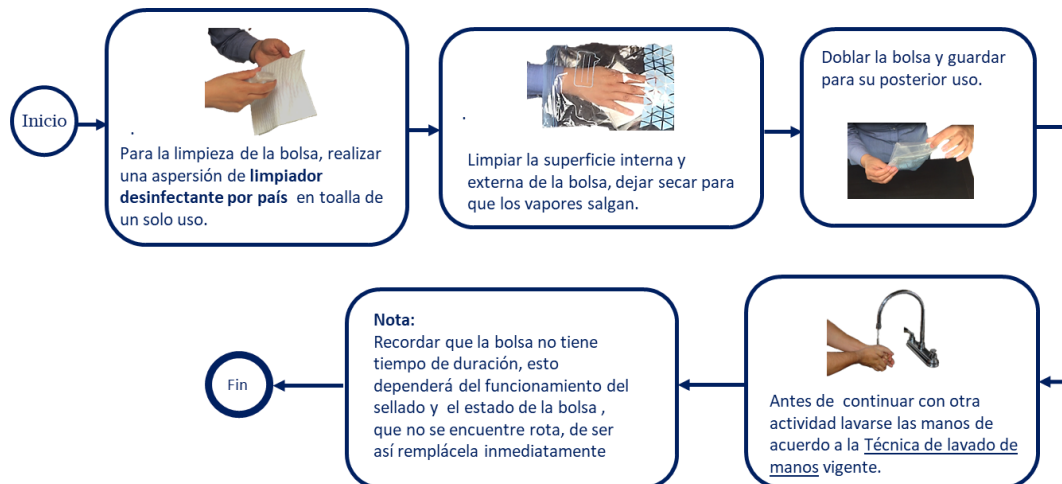 Inicio
.
Para la limpieza de la bolsa, realizar
una aspersión de limpiador
desinfectante por país en toalla de
un solo uso.
.
Limpiar la superficie interna y
externa de la bolsa, dejar secar para
que los vapores salgan.
Doblar la bolsa y guardar
para su posterior uso.
Antes de continuar con otra
actividad lavarse las manos de
acuerdo a la Técnica de lavado de
manos vigente.
Nota:
Recordar que la bolsa no tiene
tiempo de duración, esto
dependerá del funcionamiento del
sellado y el estado de la bolsa ,
que no se encuentre rota, de ser
así remplácela inmediatamente
Fin